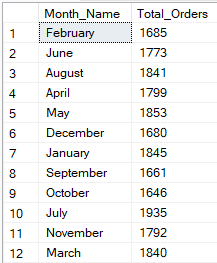 Month_Name Total_Orders
1 February 1685
2 June 1773
3 August 1841
4 April 1799
5 May 1853
6 December 1680
7 January 1845
8 September 1661
9 October 1646
10 July 1935
11 November 1792
12 March 1840